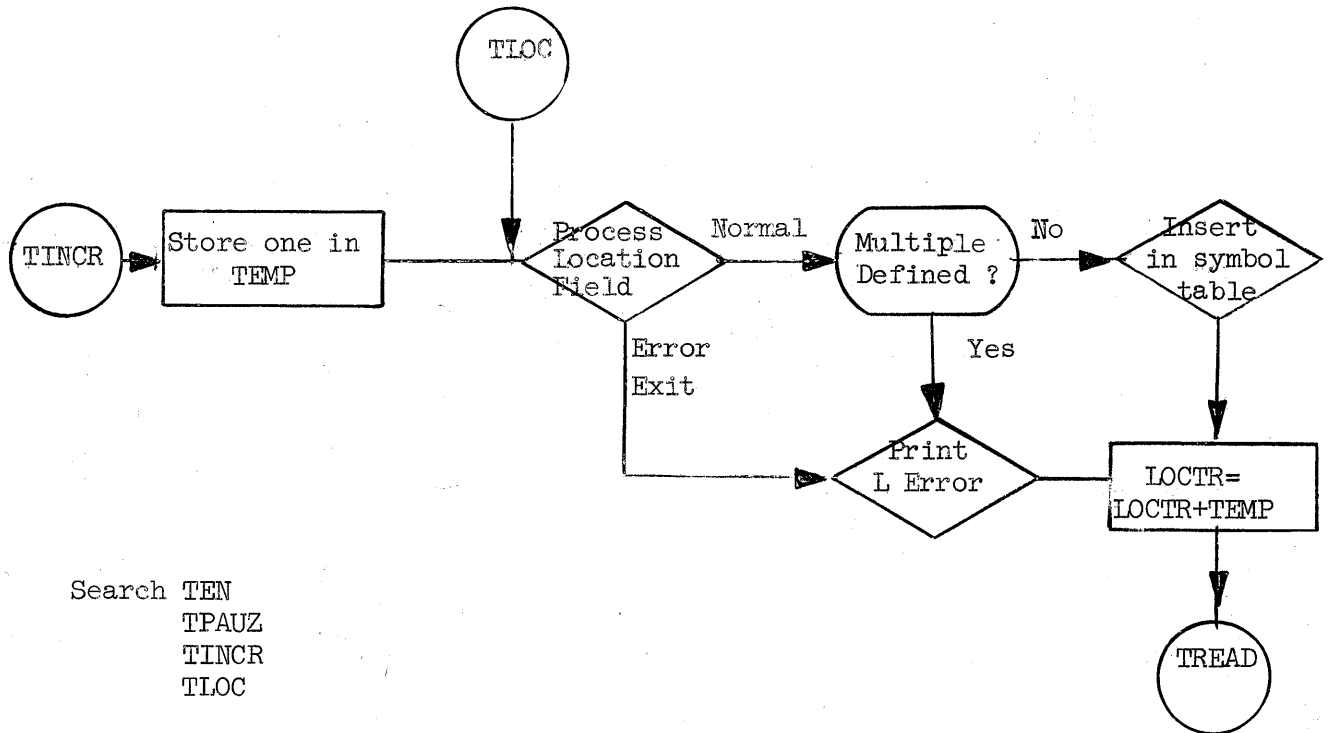 TLOC
TINCR
Store one in
TEMP
Process
Location
Field
Normal
Multiple
Defined ?
No
Insert
in symbol
table
Error
Exit
Yes
Print
L Error
LOCTR=
LOCTR+TEMP
TREAD
Search TEN
TPAUZ
TINCR
TLOC